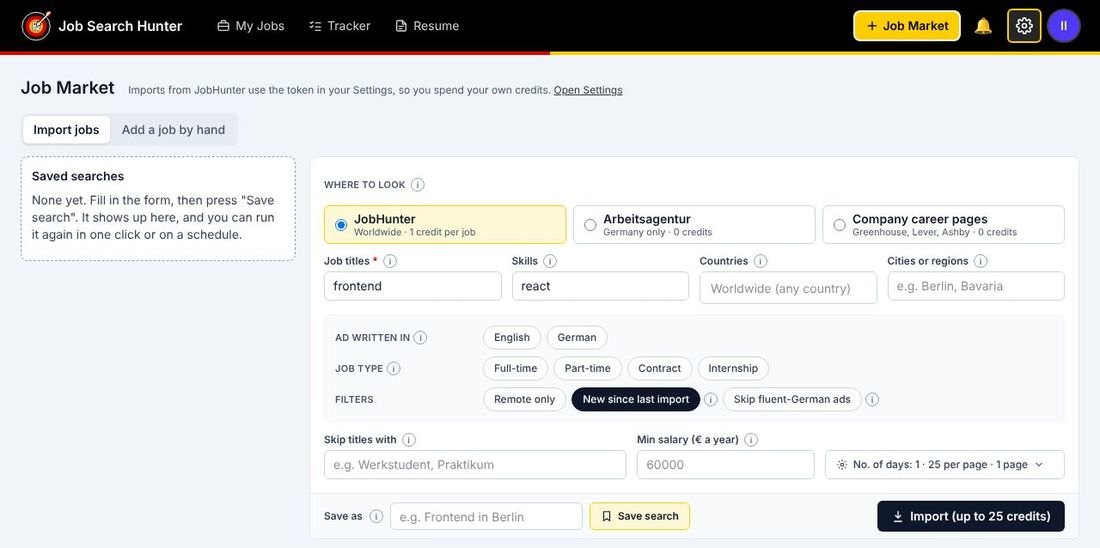 Job Search Hunter
My Jobs
Tracker
Resume
+ Job Market
II
Job Market
Imports from JobHunter use the token in your Settings, so you spend your own credits. Open Settings
Import jobs
Add a job by hand
Saved searches
None yet. Fill in the form, then press "Save
search". It shows up here, and you can run
it again in one click or on a schedule.
WHERE TO LOOK i
JobHunter
Worldwide · 1 credit per job
Arbeitsagentur
Germany only · 0 credits
Company career pages
Greenhouse, Lever, Ashby · 0 credits
Job titles * i
frontend
Skills i
react
Countries i
Worldwide (any country)
Cities or regions i
e.g. Berlin, Bavaria
AD WRITTEN IN i
English
German
JOB TYPE i
Full-time
Part-time
Contract
Internship
FILTERS
Remote only
New since last import i
Skip fluent-German ads i
Skip titles with i
e.g. Werkstudent, Praktikum
Min salary (€ a year) i
60000
No. of days: 1 · 25 per page · 1 page
Save as i
e.g. Frontend in Berlin
Save search
Import (up to 25 credits)